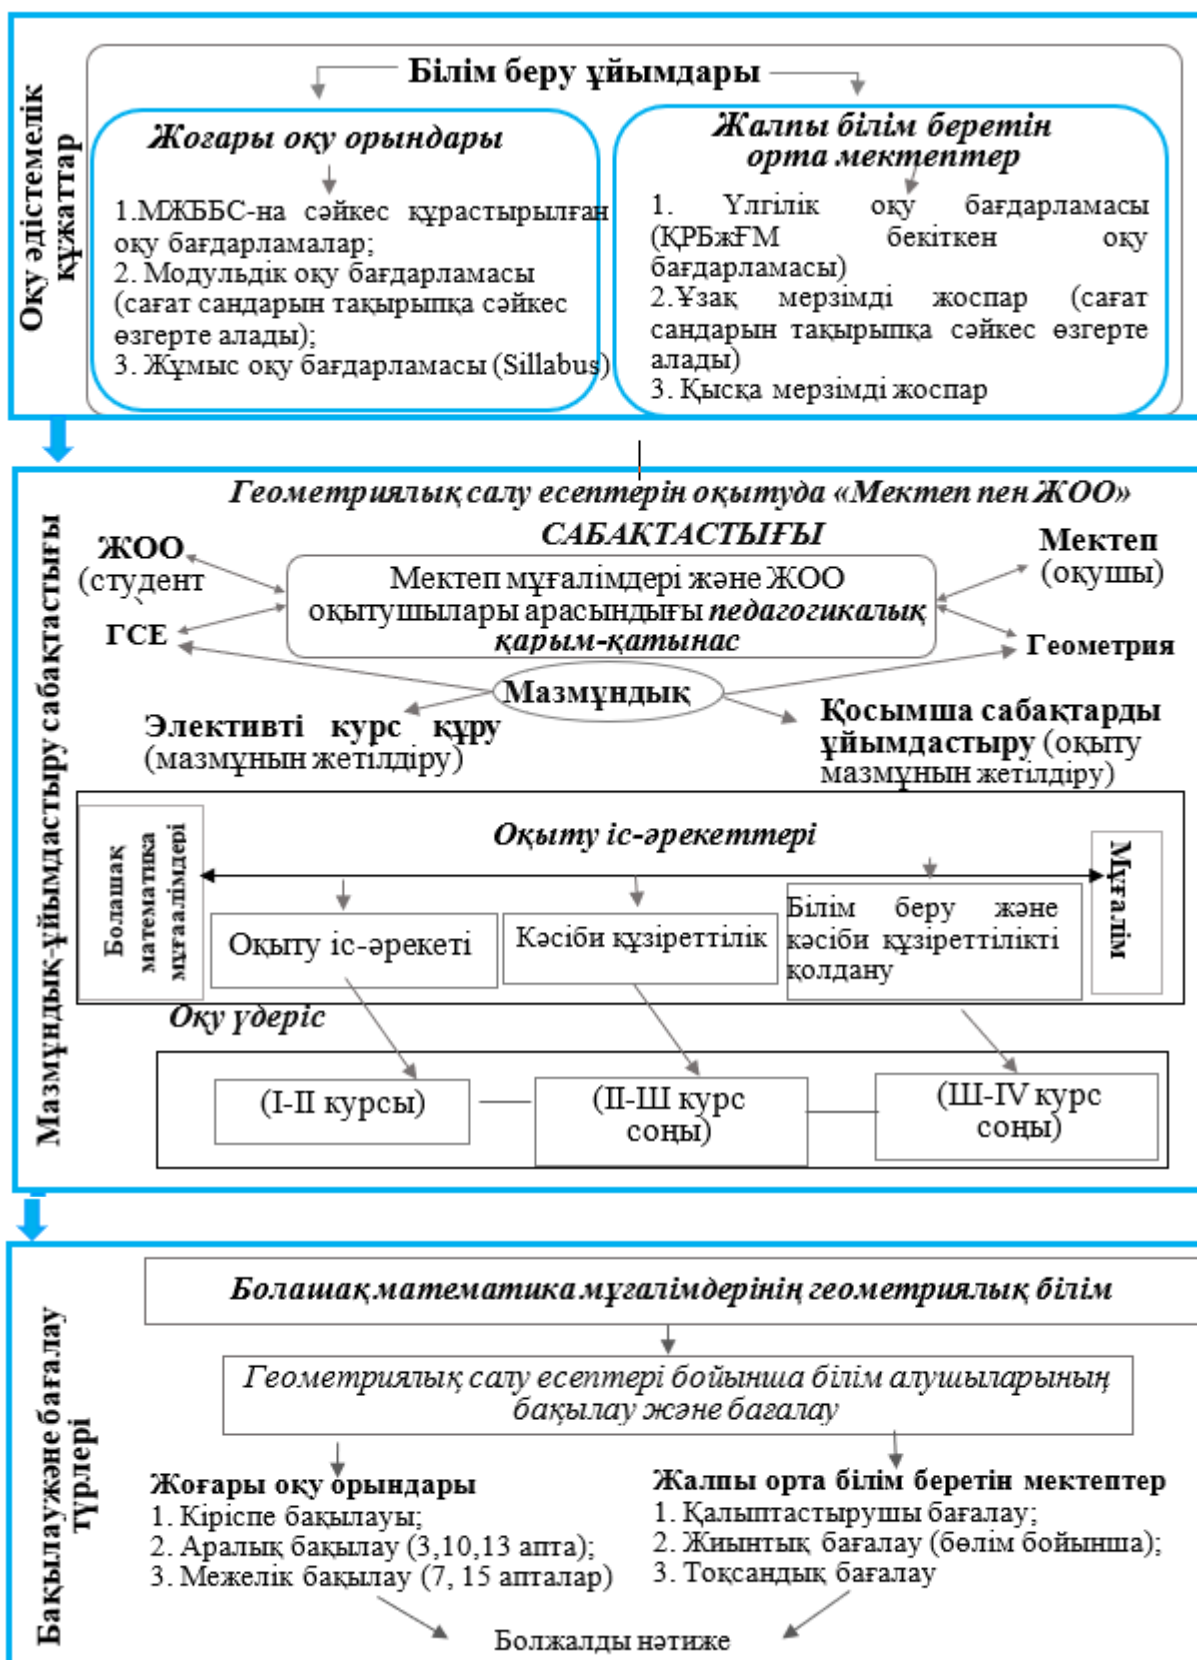 Оқу әдістемелік
құжаттар
Білім беру ұйымдары
Жоғары оқу орындары
1.МЖББС-на сәйкес құрастырылған
оқу бағдарламалар;
2. Модульдік оқу бағдарламасы
(сағат сандарын тақырыпқа сәйкес
өзгерте алады);
3. Жұмыс оқу бағдарламасы (Sillabus)
Жалпы білім беретін
орта мектептер
1. Үлгілік оқу бағдарламасы
(ҚРБжҒМ бекіткен оқу
бағдарламасы)
2.Ұзақ мерзімді жоспар (сағат
сандарын тақырыпқа сәйкес өзгерте
алады)
3. Қысқа мерзімді жоспар
Мазмұндық-ұйымдастыру сабақтастығы
Геометриялық салу есептерін оқытуда «Мектеп пен ЖОО»
САБАҚТАСТЫҒЫ
ЖОО
(студент
)
ГСЕ
Мектеп мұғалімдері және ЖОО
оқытушылары арасындығы педагогикалық
қарым-қатынас
Мектеп
(оқушы)
Геометрия
Мазмұндық
Элективті курс құру
(мазмұнын жетілдіру)
Қосымша сабақтарды
ұйымдастыру (оқыту
мазмұнын жетілдіру)
Болашақ
математика
мұғаалімдері
Оқыту іс-әрекеттері
Мұғалім
Оқыту іс-әрекеті
Кәсіби құзіреттілік
Білім беру және
кәсіби құзіреттілікті
қолдану
Оқу үдеріс
(І-ІІ курсы)
(ІІ-ІІІ курс
соңы)
(ІІІ-IV курс
соңы)
Бақылау және бағалау
түрлері
Болашақ математика мұғалімдерінің геометриялық білім
Геометриялық салу есептері бойынша білім алушыларының
бақылау және бағалау
Жоғары оқу орындары
1. Кіріспе бақылауы;
2. Аралық бақылау (3,10,13 апта);
3. Межелік бақылау (7, 15 апталар)
Жалпы орта білім беретін мектептер
1. Қалыптастырушы бағалау;
2. Жиынтық бағалау (бөлім бойынша);
3. Тоқсандық бағалау
Болжалды нәтиже